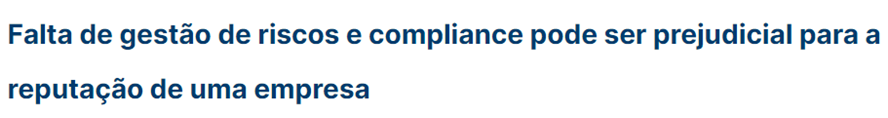 Falta de gestão de riscos e compliance pode ser prejudicial para a
reputação de uma empresa